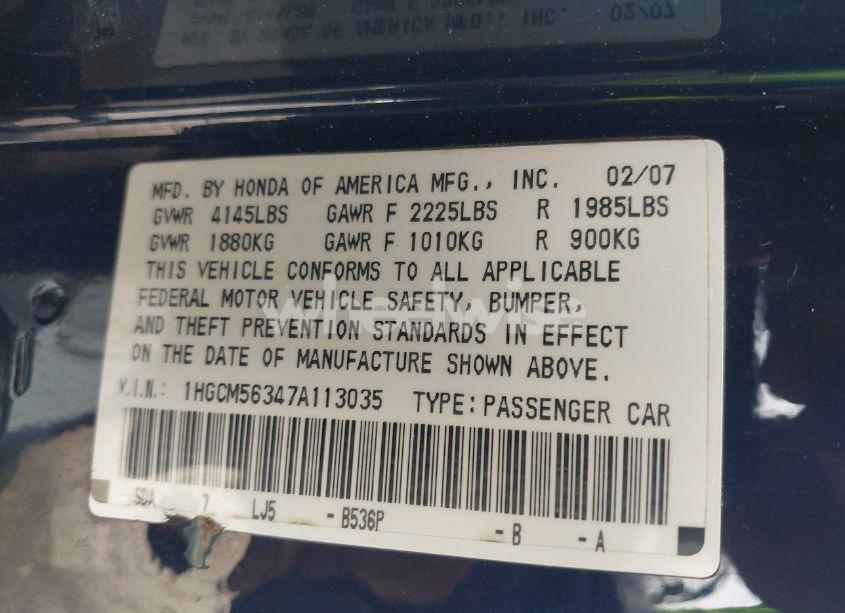 MFD. BY HONDA OF AMERICA MFG., INC. 02/07
GVWR 4145LBS GAWR F 2225LBS R 1985LBS
GVWR 1880KG GAWR F 1010KG R 900KG
THIS VEHICLE CONFORMS TO ALL APPLICABLE
FEDERAL MOTOR VEHICLE SAFETY, BUMPER,
AND THEFT PREVENTION STANDARDS IN EFFECT
ON THE DATE OF MANUFACTURE SHOWN ABOVE.
V.I.N.: 1HGCM56347A113035 TYPE: PASSENGER CAR
SDA 7 LJ5 - B536P - B - A
wheelwise